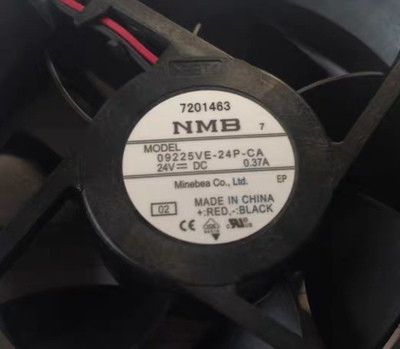 7201463
NMB 7
MODEL
09225VE-24P-CA
24V⎓DC 0.37A
Minebea Co., Ltd.
EP
02
MADE IN CHINA
+:RED,-:BLACK
CE